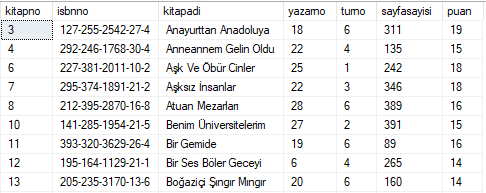 kitapno isbnno kitapadi yazarno turno sayfasayisi puan
3 127-255-2542-27-4 Anayurttan Anadoluya 18 6 311 19
4 292-246-1768-30-4 Anneannem Gelin Oldu 22 4 135 15
6 227-381-2011-10-2 Aşk Ve Öbür Cinler 25 1 242 18
7 295-374-1891-21-2 Aşksız İnsanlar 22 3 346 18
8 212-395-2870-16-8 Atuan Mezarları 28 6 389 16
10 141-285-1954-21-5 Benim Üniversitelerim 27 2 391 15
11 393-320-3629-26-4 Bir Gemide 19 6 89 16
12 195-164-1129-21-1 Bir Ses Böler Geceyi 6 4 265 14
13 205-235-3170-13-6 Boğaziçi Şıngır Mıngır 20 6 160 14